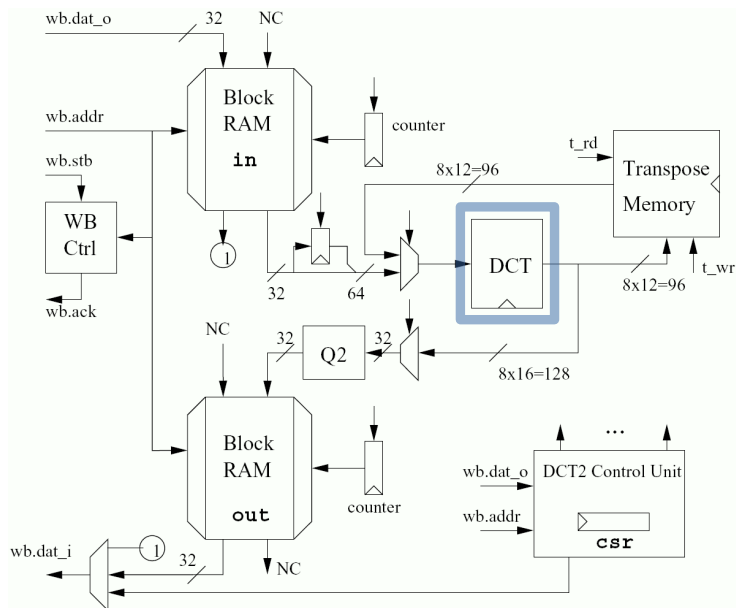 wb.dat_o
32
NC
Block
RAM
in
wb.addr
counter
wb.stb
WB
Ctrl
wb.ack
1
32
64
8x12=96
t_rd
Transpose
Memory
DCT
t_wr
8x12=96
NC
32
Q2
32
8x16=128
Block
RAM
out
counter
...
wb.dat_o
DCT2 Control Unit
wb.addr
csr
wb.dat_i
1
32
NC